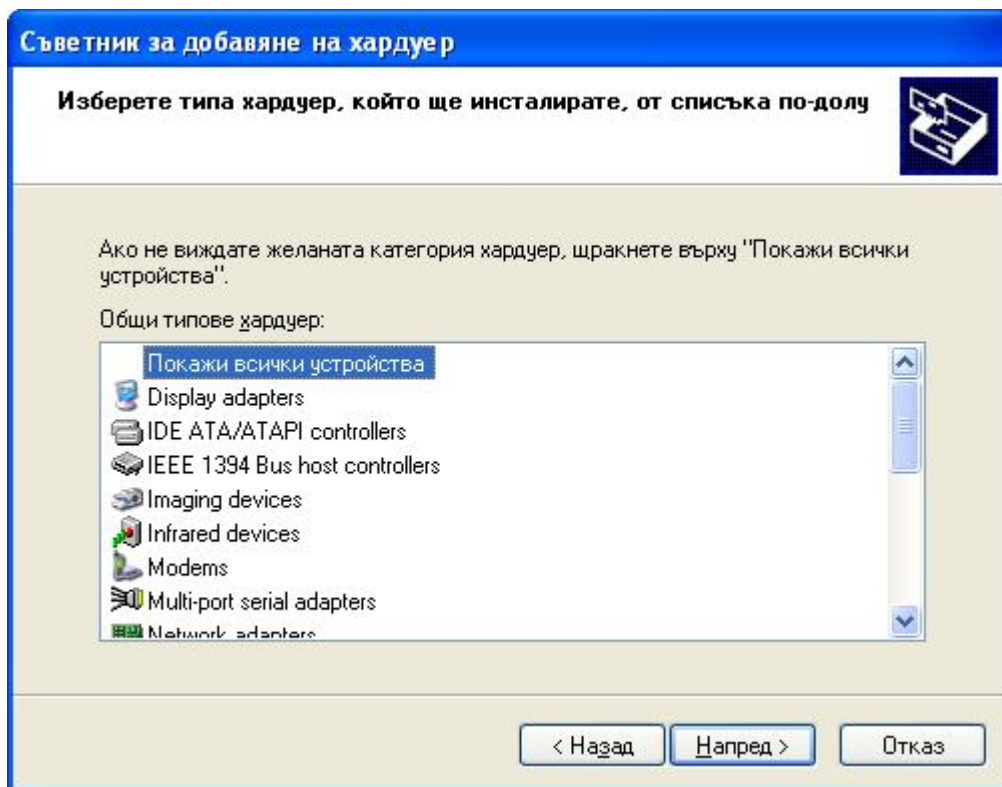 Съветник за добавяне на хардуер
Изберете типа хардуер, който ще инсталирате, от списъка по-долу
Ако не виждате желаната категория хардуер, щракнете върху "Покажи всички
устройства".
Общи типове хардуер:
Покажи всички устройства
Display adapters
IDE ATA/ATAPI controllers
IEEE 1394 Bus host controllers
Imaging devices
Infrared devices
Modems
Multi-port serial adapters
Network adapters
< Назад Напред > Отказ